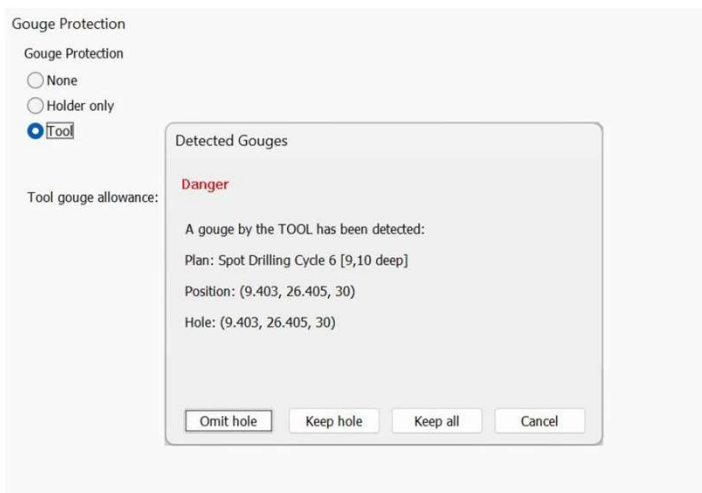 Gouge Protection
Gouge Protection
None
Holder only
Tool
Tool gouge allowance:
Detected Gouges
Danger
A gouge by the TOOL has been detected:
Plan: Spot Drilling Cycle 6 [9,10 deep]
Position: (9.403, 26.405, 30)
Hole: (9.403, 26.405, 30)
Omit hole Keep hole Keep all Cancel